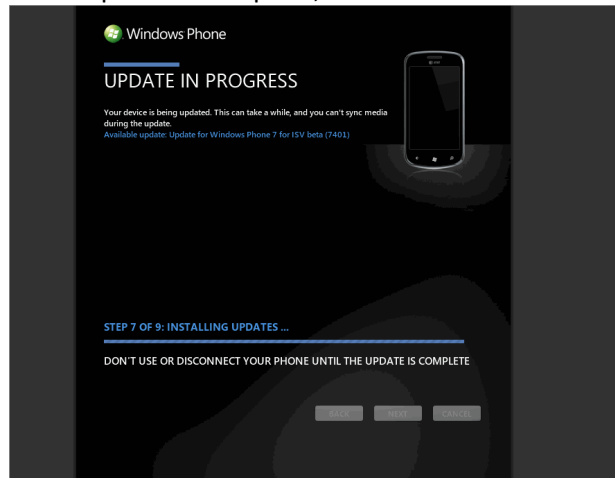 Windows Phone
UPDATE IN PROGRESS
Your device is being updated. This can take a while, and you can't sync media
during the update.
Available update: Update for Windows Phone 7 for ISV beta (7401)
STEP 7 OF 9: INSTALLING UPDATES ...
DON'T USE OR DISCONNECT YOUR PHONE UNTIL THE UPDATE IS COMPLETE
BACK NEXT CANCEL